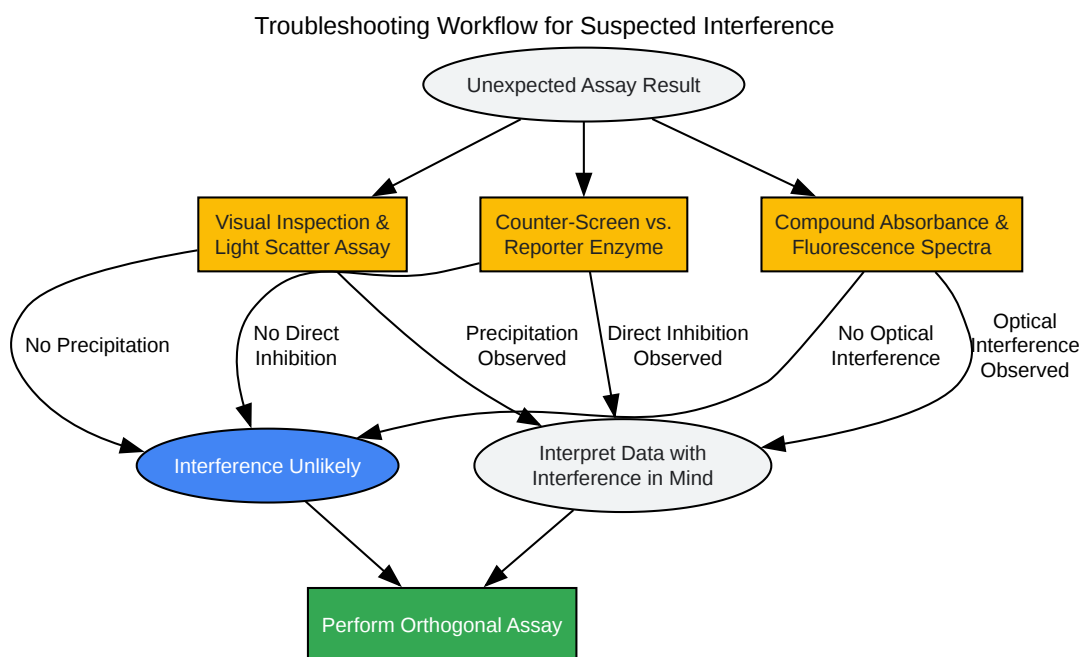 Troubleshooting Workflow for Suspected Interference
Unexpected Assay Result
Visual Inspection &
Light Scatter Assay
Counter-Screen vs.
Reporter Enzyme
Compound Absorbance &
Fluorescence Spectra
No Precipitation
No Direct
Inhibition
Precipitation
Observed
Direct Inhibition
Observed
No Optical
Interference
Optical
Interference
Observed
Interference Unlikely
Interpret Data with
Interference in Mind
Perform Orthogonal Assay